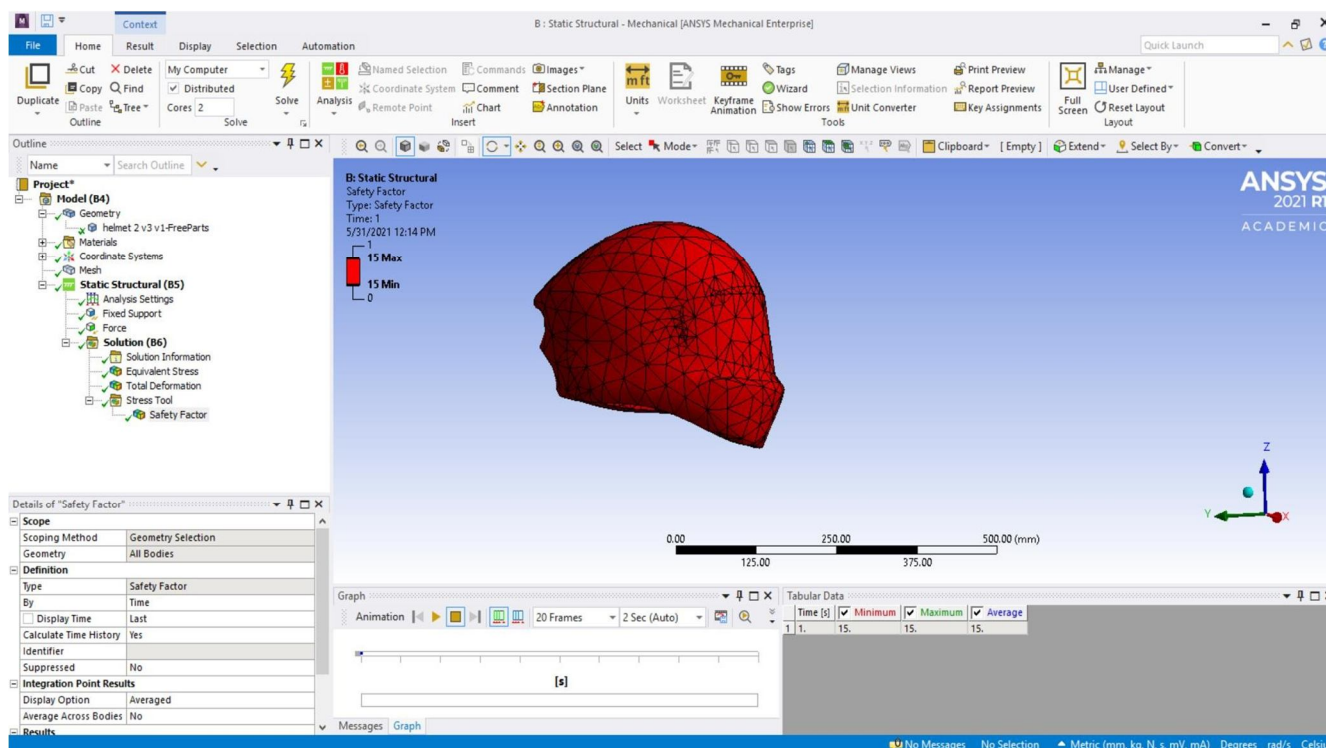 Context
B : Static Structural - Mechanical [ANSYS Mechanical Enterprise]
File Home Result Display Selection Automation
Quick Launch
Duplicate
Cut Delete
Copy Find
Paste Tree
Outline
My Computer
Distributed
Cores 2
Solve
Solve
Analysis
Named Selection Commands Images
Coordinate System Comment Section Plane
Remote Point Chart Annotation
Insert
Units Worksheet Keyframe Animation
Tags Manage Views Print Preview
Wizard Selection Information Report Preview
Show Errors Unit Converter Key Assignments
Tools
Full Screen
Manage
User Defined
Reset Layout
Layout
Outline
Name Search Outline
Select Mode Clipboard [ Empty ] Extend Select By Convert
Project*
Model (B4)
Geometry
helmet 2 v3 v1-FreeParts
Materials
Coordinate Systems
Mesh
Static Structural (B5)
Analysis Settings
Fixed Support
Force
Solution (B6)
Solution Information
Equivalent Stress
Total Deformation
Stress Tool
Safety Factor
B: Static Structural
Safety Factor
Type: Safety Factor
Time: 1
5/31/2021 12:14 PM
1
15 Max
15 Min
0
ANSYS
2021 R1
ACADEMIC
Z
Y X
0.00 250.00 500.00 (mm)
125.00 375.00
Details of "Safety Factor"
Scope
Scoping Method Geometry Selection
Geometry All Bodies
Definition
Type Safety Factor
By Time
Display Time Last
Calculate Time History Yes
Identifier
Suppressed No
Integration Point Results
Display Option Averaged
Average Across Bodies No
Results
Graph
Animation 20 Frames 2 Sec (Auto)
[s]
Messages Graph
Tabular Data
Time [s] Minimum Maximum Average
1 1. 15. 15. 15.
No Messages No Selection Metric (mm, kg, N, s, mV, mA) Degrees rad/s Celsius